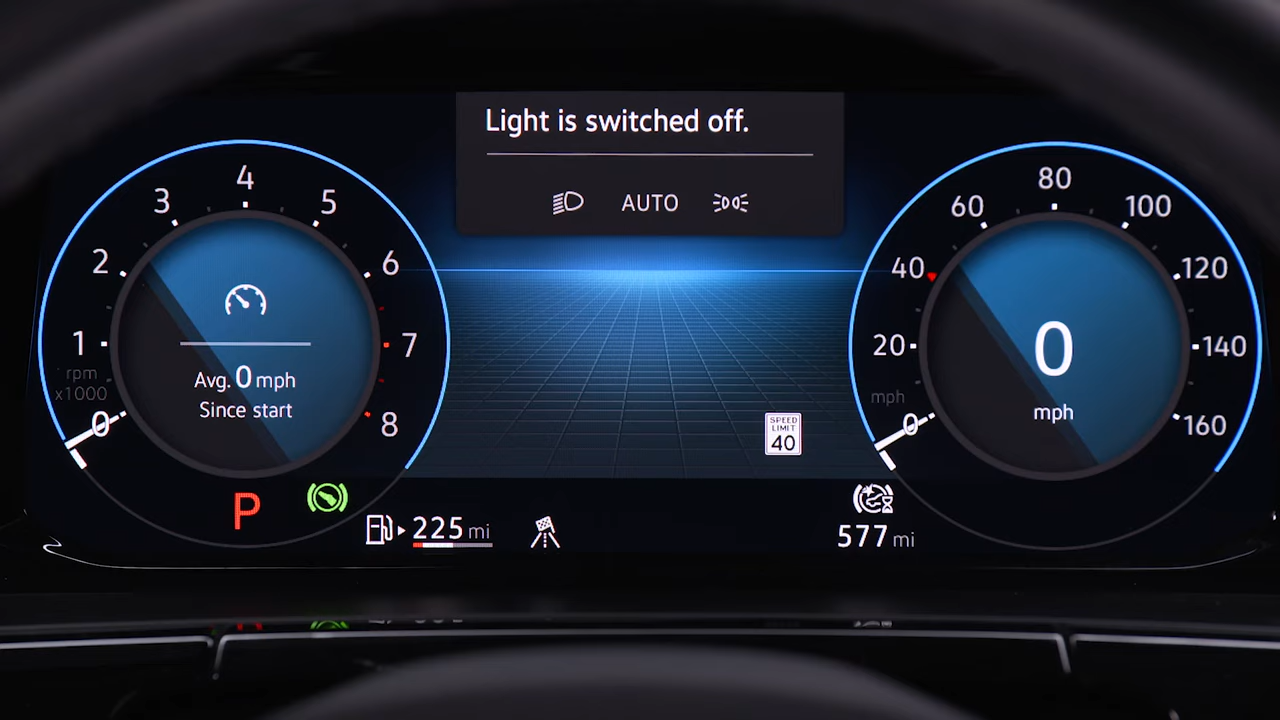 Light is switched off.
AUTO
0 1 2 3 4 5 6 7 8
rpm
x1000
Avg. 0 mph
Since start
SPEED
LIMIT
40
0 20 40 60 80 100 120 140 160
mph
0
mph
P
225 mi
577 mi